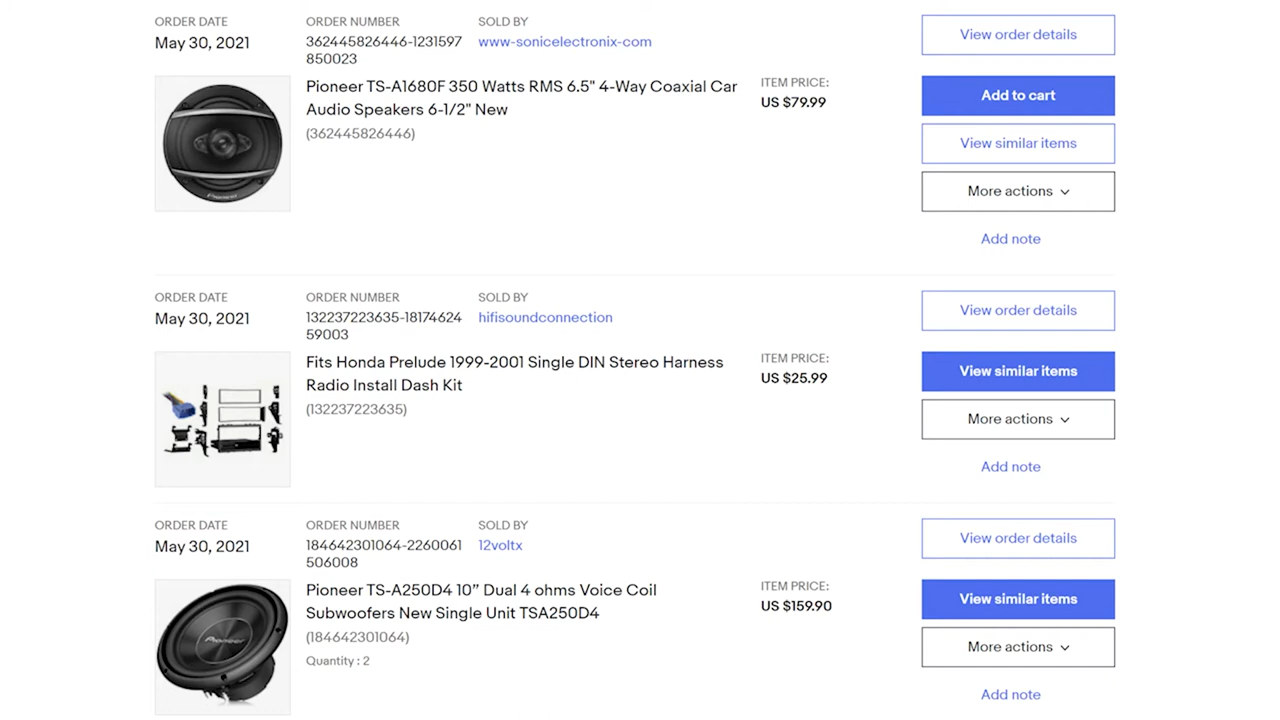 ORDER DATE
May 30, 2021
ORDER NUMBER
362445826446-1231597
850023
SOLD BY
www-sonicelectronix-com
View order details
Pioneer
Pioneer TS-A1680F 350 Watts RMS 6.5" 4-Way Coaxial Car
Audio Speakers 6-1/2" New
(362445826446)
ITEM PRICE:
US $79.99
Add to cart
View similar items
More actions
Add note
ORDER DATE
May 30, 2021
ORDER NUMBER
132237223635-18174624
59003
SOLD BY
hifisoundconnection
View order details
Fits Honda Prelude 1999-2001 Single DIN Stereo Harness
Radio Install Dash Kit
(132237223635)
ITEM PRICE:
US $25.99
View similar items
More actions
Add note
ORDER DATE
May 30, 2021
ORDER NUMBER
184642301064-2260061
506008
SOLD BY
12voltx
View order details
Pioneer
Pioneer TS-A250D4 10” Dual 4 ohms Voice Coil
Subwoofers New Single Unit TSA250D4
(184642301064)
Quantity : 2
ITEM PRICE:
US $159.90
View similar items
More actions
Add note